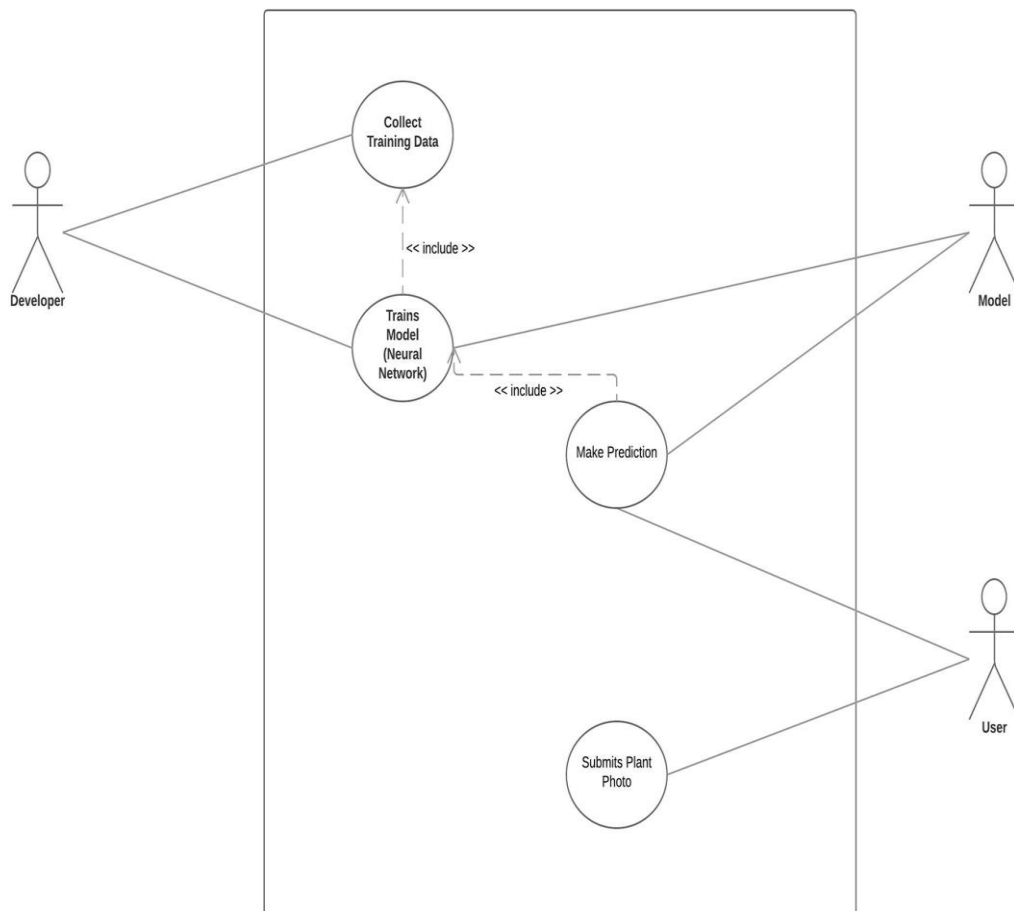 Collect
Training Data
<< include >>
Developer
Model
Trains
Model
(Neural
Network)
<< include >>
Make Prediction
User
Submits Plant
Photo